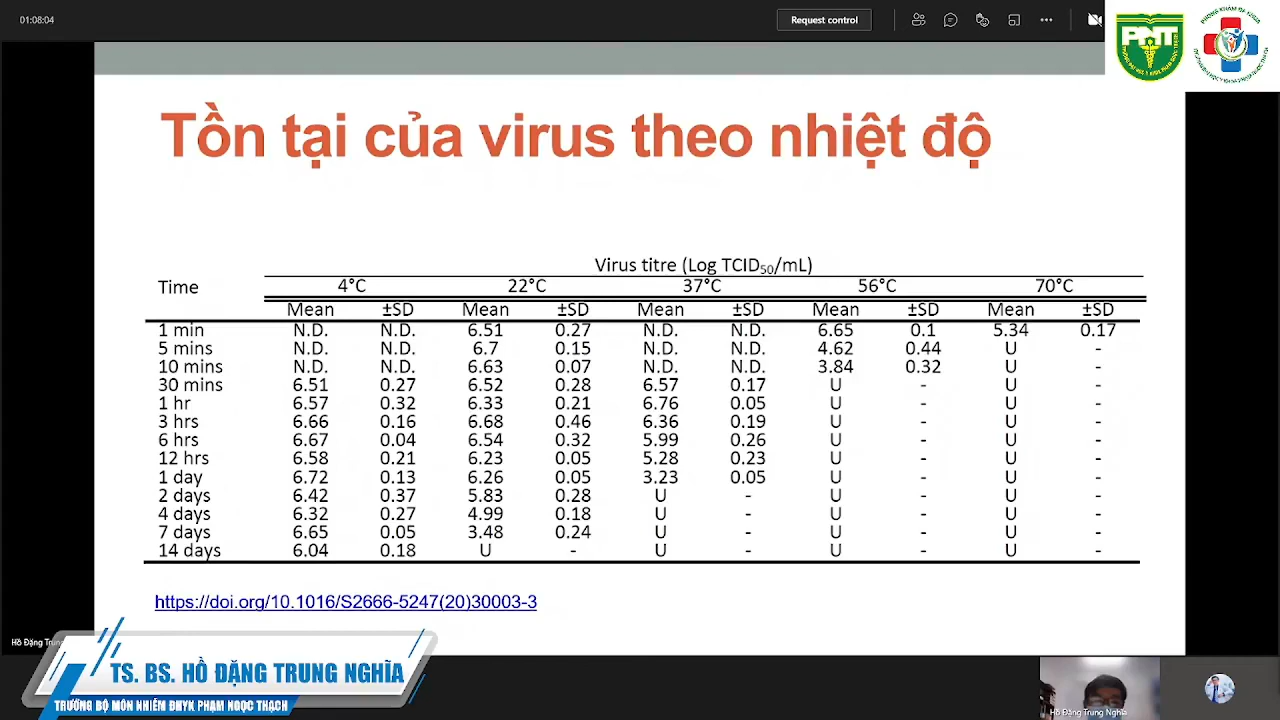 01:08:04
Request control
PNT
Tồn tại của virus theo nhiệt độ
Virus titre (Log TCID50/mL)
Time 4°C 22°C 37°C 56°C 70°C
Mean ±SD Mean ±SD Mean ±SD Mean ±SD Mean ±SD
1 min N.D. N.D. 6.51 0.27 N.D. N.D. 6.65 0.1 5.34 0.17
5 mins N.D. N.D. 6.7 0.15 N.D. N.D. 4.62 0.44 U -
10 mins N.D. N.D. 6.63 0.07 N.D. N.D. 3.84 0.32 U -
30 mins 6.51 0.27 6.52 0.28 6.57 0.17 U - U -
1 hr 6.57 0.32 6.33 0.21 6.76 0.05 U - U -
3 hrs 6.66 0.16 6.68 0.46 6.36 0.19 U - U -
6 hrs 6.67 0.04 6.54 0.32 5.99 0.26 U - U -
12 hrs 6.58 0.21 6.23 0.05 5.28 0.23 U - U -
1 day 6.72 0.13 6.26 0.05 3.23 0.05 U - U -
2 days 6.42 0.37 5.83 0.28 U - U - U -
4 days 6.32 0.27 4.99 0.18 U - U - U -
7 days 6.65 0.05 3.48 0.24 U - U - U -
14 days 6.04 0.18 U - U - U - U -
https://doi.org/10.1016/S2666-5247(20)30003-3
Hồ Đặng Trung
TS. BS. HỒ ĐẶNG TRUNG NGHĨA
TRƯỞNG BỘ MÔN NHIỄM ĐHYK PHẠM NGỌC THẠCH
Hồ Đặng Trung Nghĩa